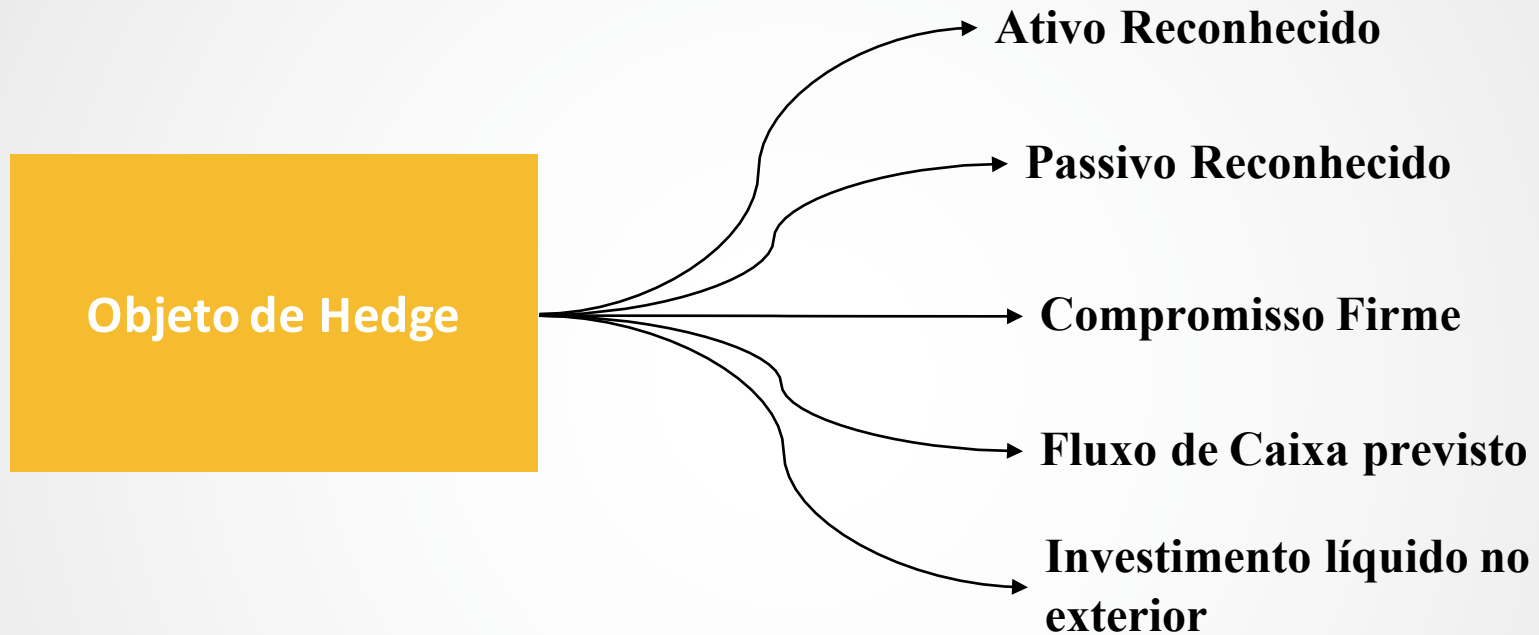 Objeto de Hedge
Ativo Reconhecido
Passivo Reconhecido
Compromisso Firme
Fluxo de Caixa previsto
Investimento líquido no
exterior